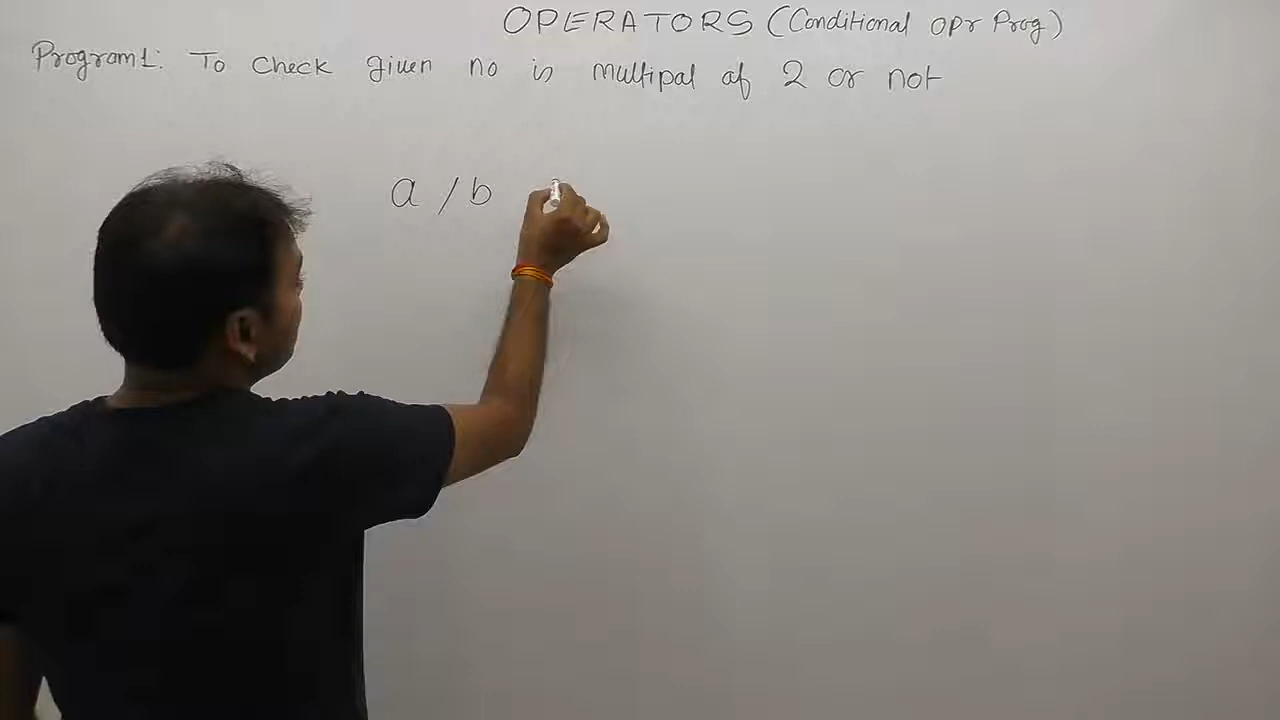 OPERATORS (Conditional opr Prog)
Program1: To check given no is multipal of 2 or not
a / b